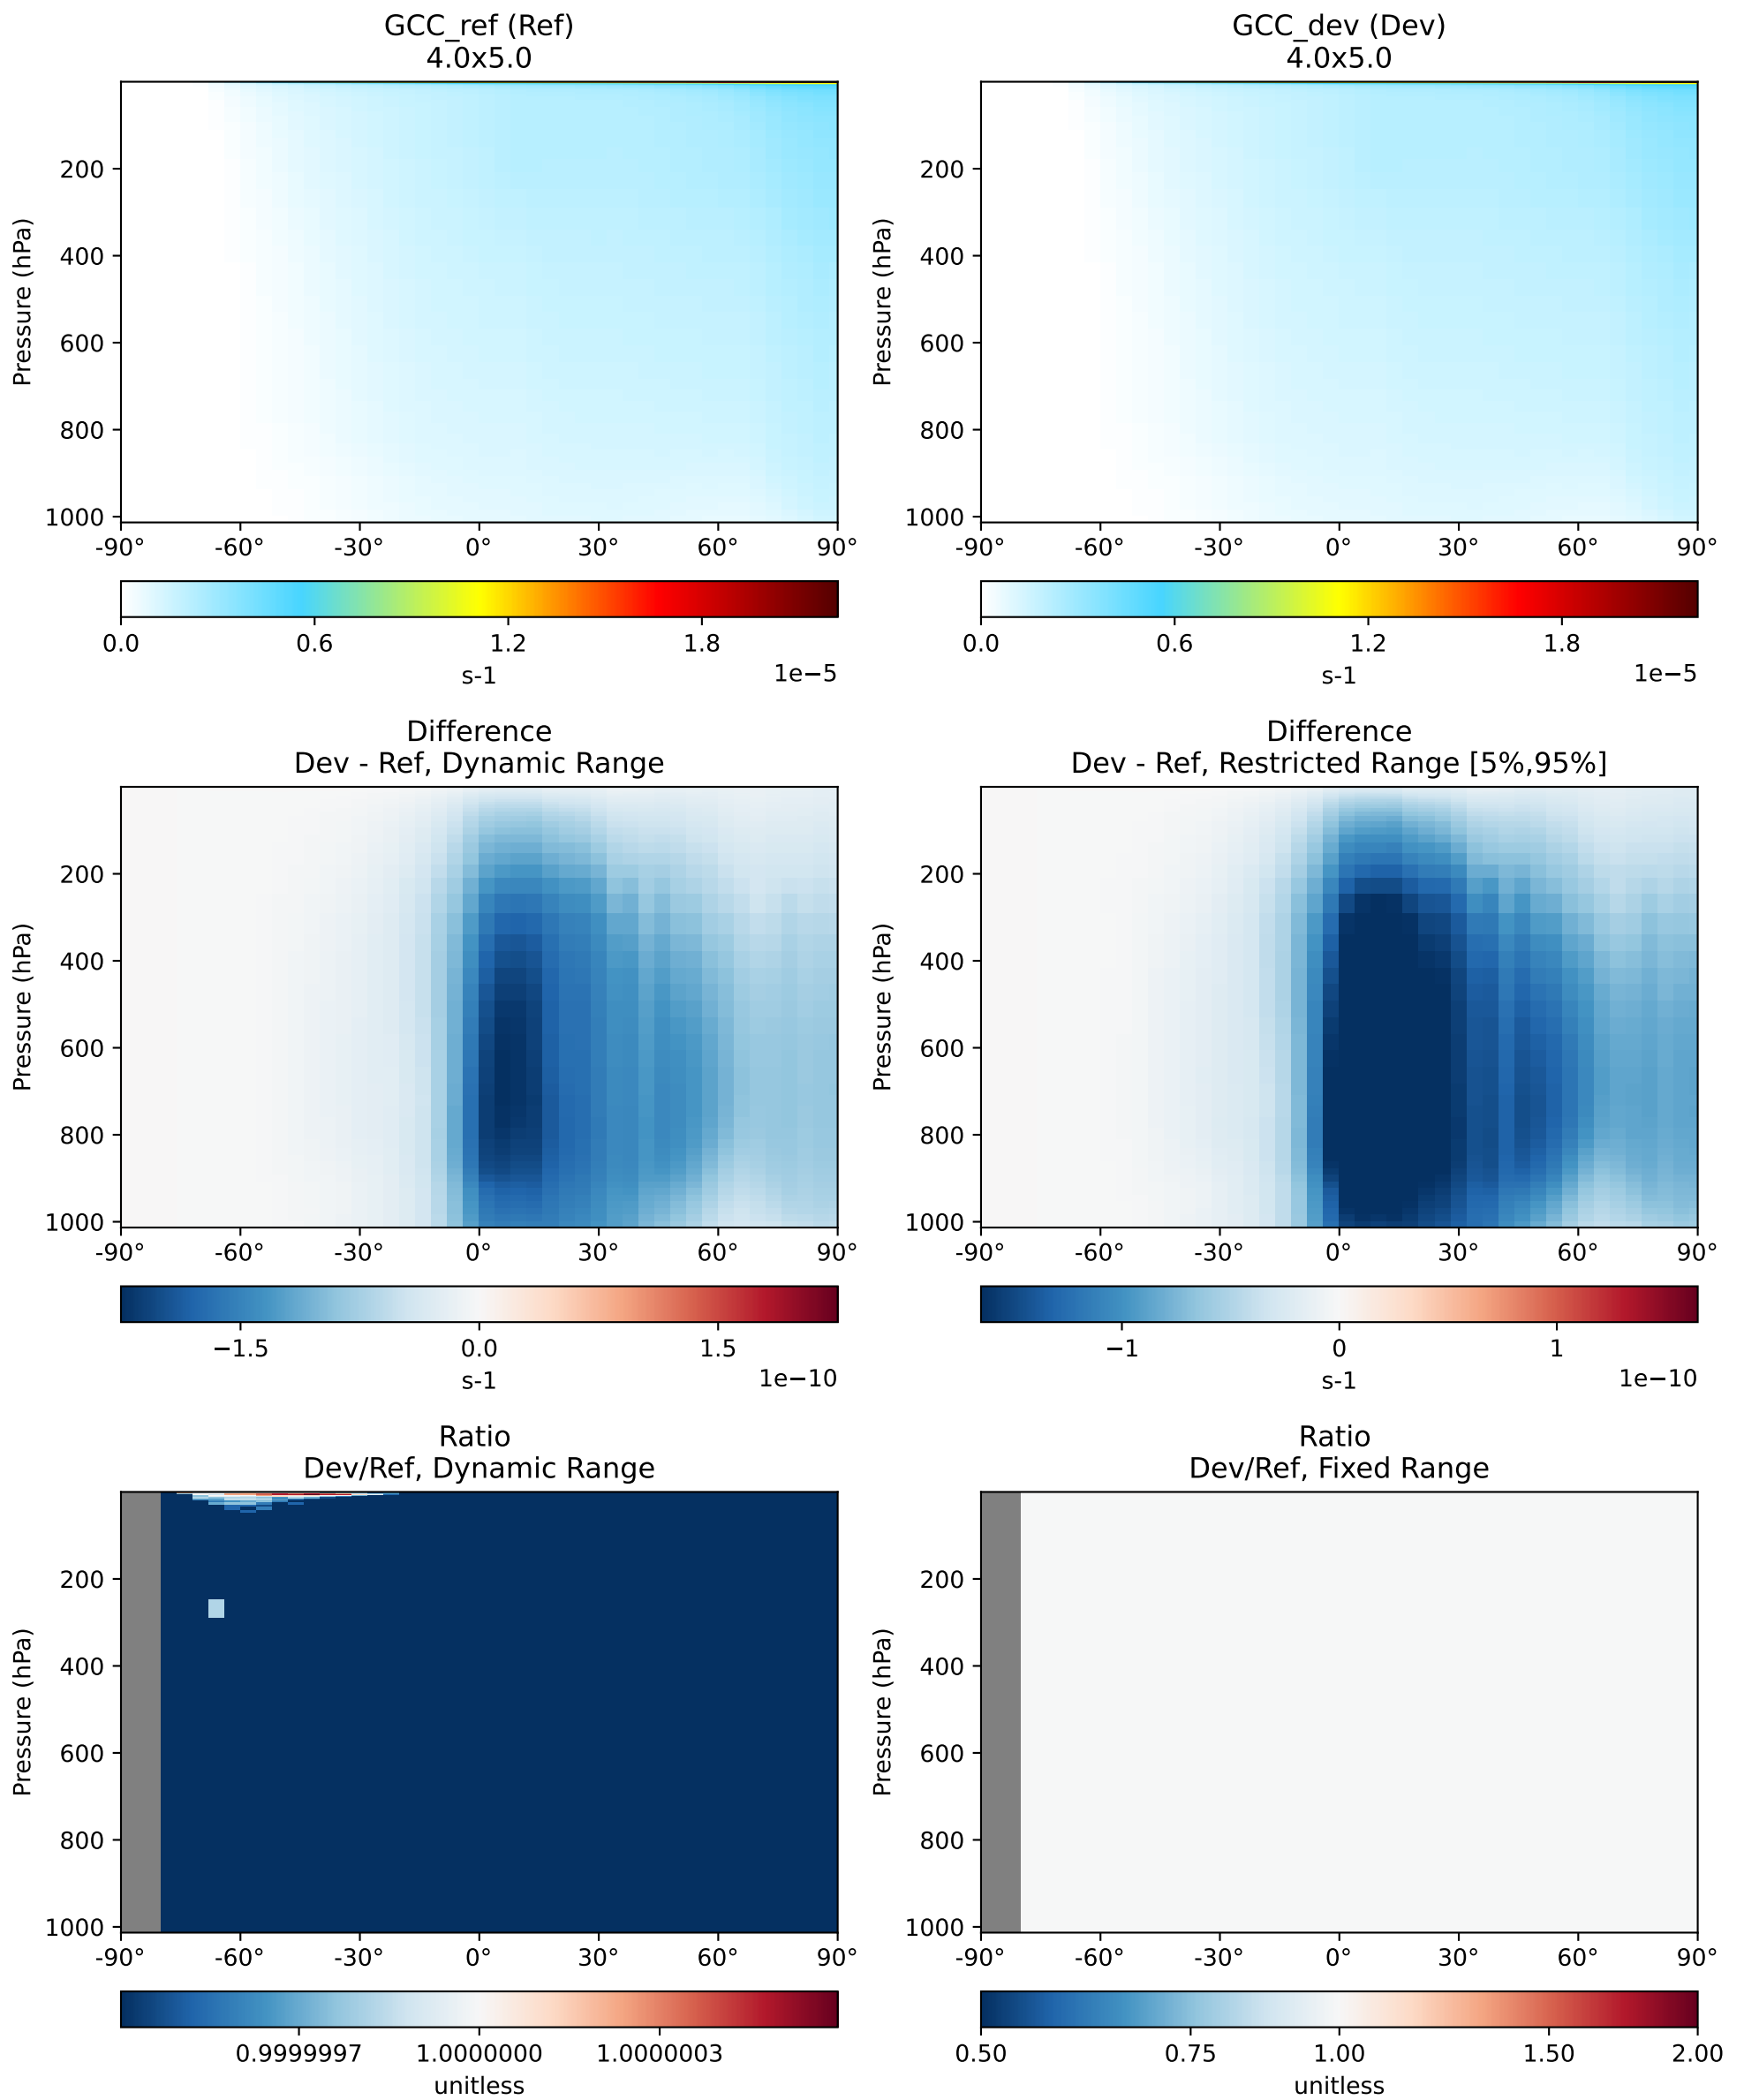 GCC_ref (Ref)
4.0x5.0
Pressure (hPa)
200
400
600
800
1000
-90° -60° -30° 0° 30° 60° 90°
0.0 0.6 1.2 1.8
s-1
1e−5
GCC_dev (Dev)
4.0x5.0
Pressure (hPa)
200
400
600
800
1000
-90° -60° -30° 0° 30° 60° 90°
0.0 0.6 1.2 1.8
s-1
1e−5
Difference
Dev - Ref, Dynamic Range
Pressure (hPa)
200
400
600
800
1000
-90° -60° -30° 0° 30° 60° 90°
−1.5 0.0 1.5
s-1
1e−10
Difference
Dev - Ref, Restricted Range [5%,95%]
Pressure (hPa)
200
400
600
800
1000
-90° -60° -30° 0° 30° 60° 90°
−1 0 1
s-1
1e−10
Ratio
Dev/Ref, Dynamic Range
Pressure (hPa)
200
400
600
800
1000
-90° -60° -30° 0° 30° 60° 90°
0.9999997 1.0000000 1.0000003
unitless
Ratio
Dev/Ref, Fixed Range
Pressure (hPa)
200
400
600
800
1000
-90° -60° -30° 0° 30° 60° 90°
0.50 0.75 1.00 1.50 2.00
unitless